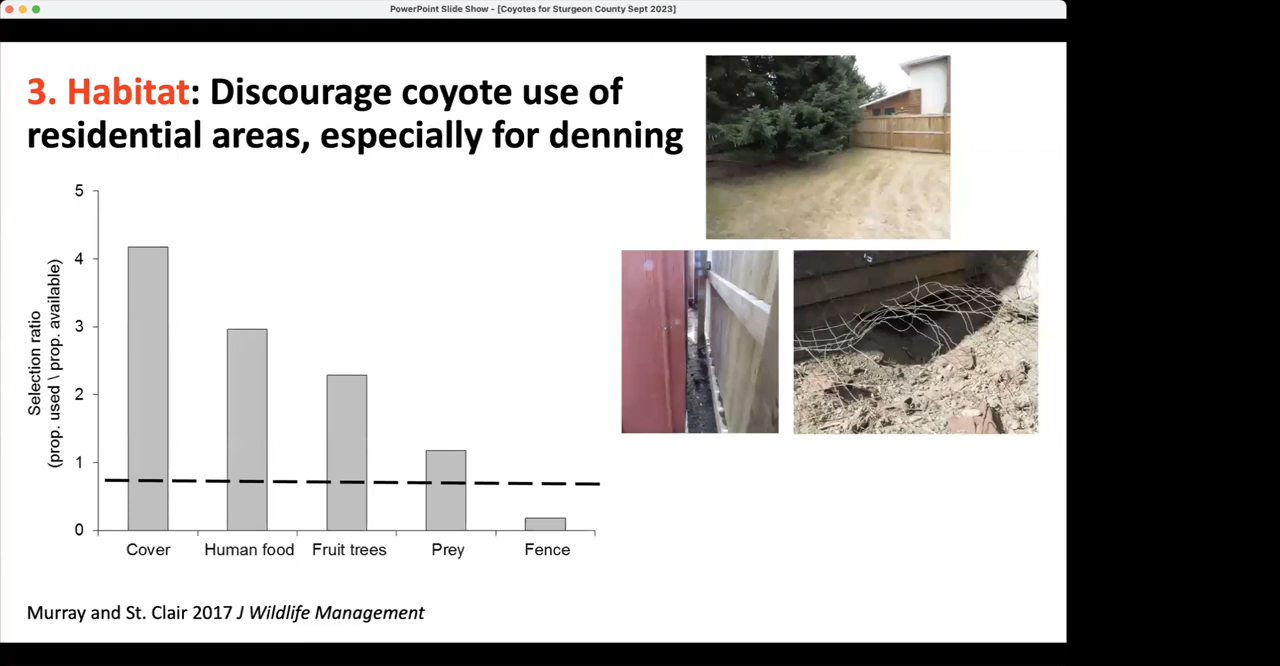 PowerPoint Slide Show - [Coyotes for Sturgeon County Sept 2023]
3. Habitat: Discourage coyote use of
residential areas, especially for denning
5
4
3
2
1
0
Selection ratio
(prop. used \ prop. available)
Cover
Human food
Fruit trees
Prey
Fence
Murray and St. Clair 2017 J Wildlife Management